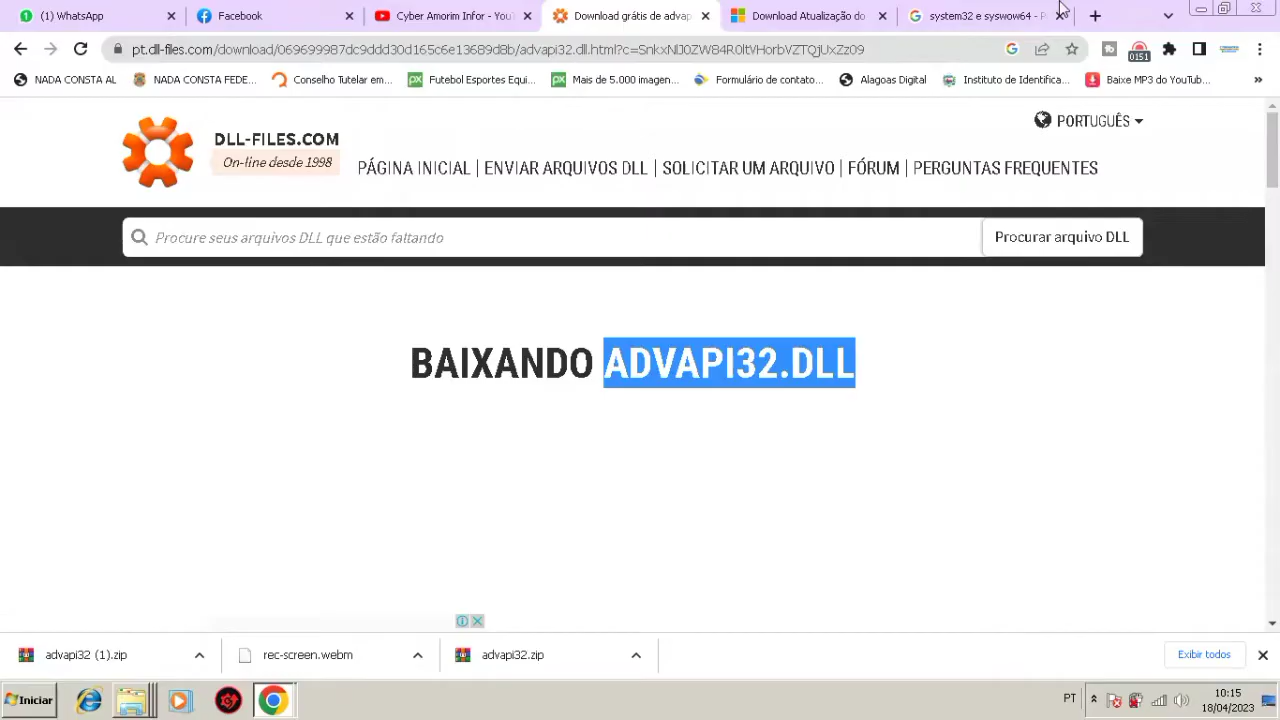 (1) WhatsApp
Facebook
Cyber Amorim Infor - You
Download grátis de advap
Download Atualização do
system32 e syswow64 - P
pt.dll-files.com/download/069699987dc9ddd30d165c6e13689d8b/advapi32.dll.html?c=
0151
NADA CONSTA AL
NADA CONSTA FEDE...
Conselho Tutelar em...
Futebol Esportes Equi...
Mais de 5.000 imagen...
Formulário de contato...
Alagoas Digital
Instituto de Identifica...
Baixe MP3 do YouTub...
»
PORTUGUÊS
DLL-FILES.COM
On-line desde 1998
PÁGINA INICIAL | ENVIAR ARQUIVOS DLL | SOLICITAR UM ARQUIVO | FÓRUM | PERGUNTAS FREQUENTES
Procure seus arquivos DLL que estão faltando
Procurar arquivo DLL
BAIXANDO ADVAPI32.DLL
advapi32 (1).zip
rec-screen.webm
advapi32.zip
Exibir todos
Iniciar
PT
10:15
18/04/2023